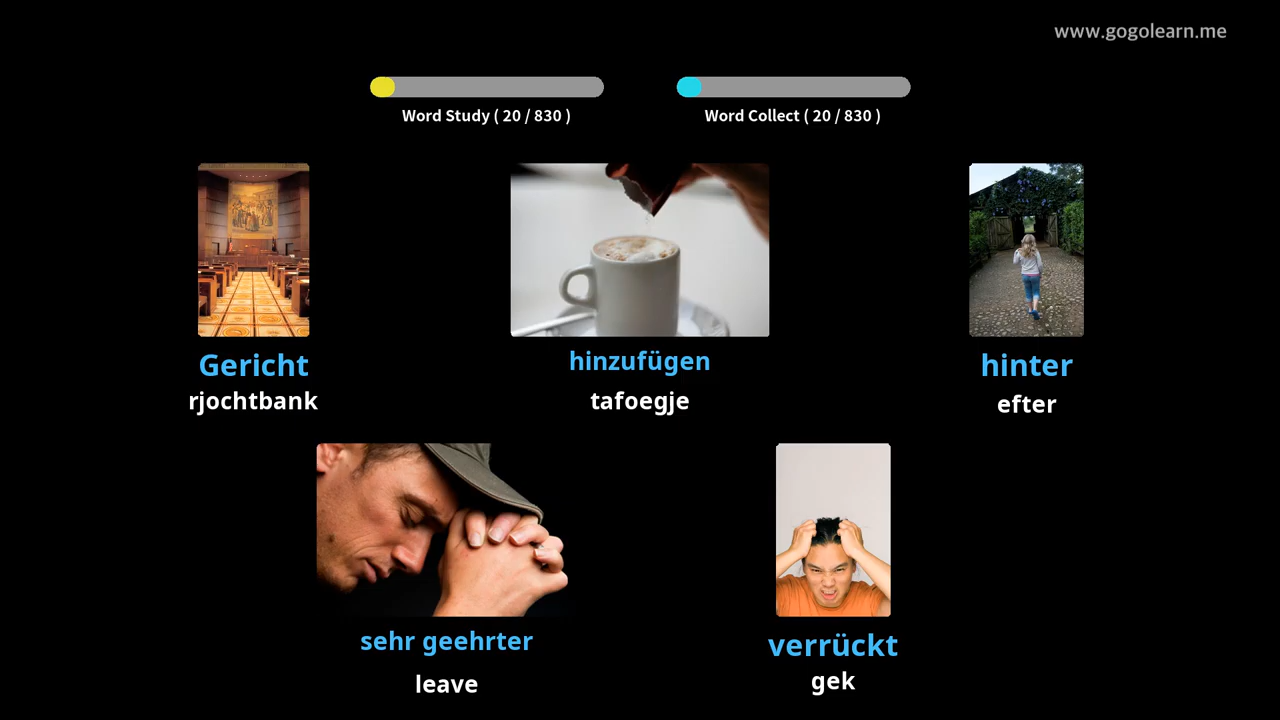 www.gogolearn.me
Word Study ( 20 / 830 )
Word Collect ( 20 / 830 )
Gericht
rjochtbank
hinzufügen
tafoegje
hinter
efter
sehr geehrter
leave
verrückt
gek